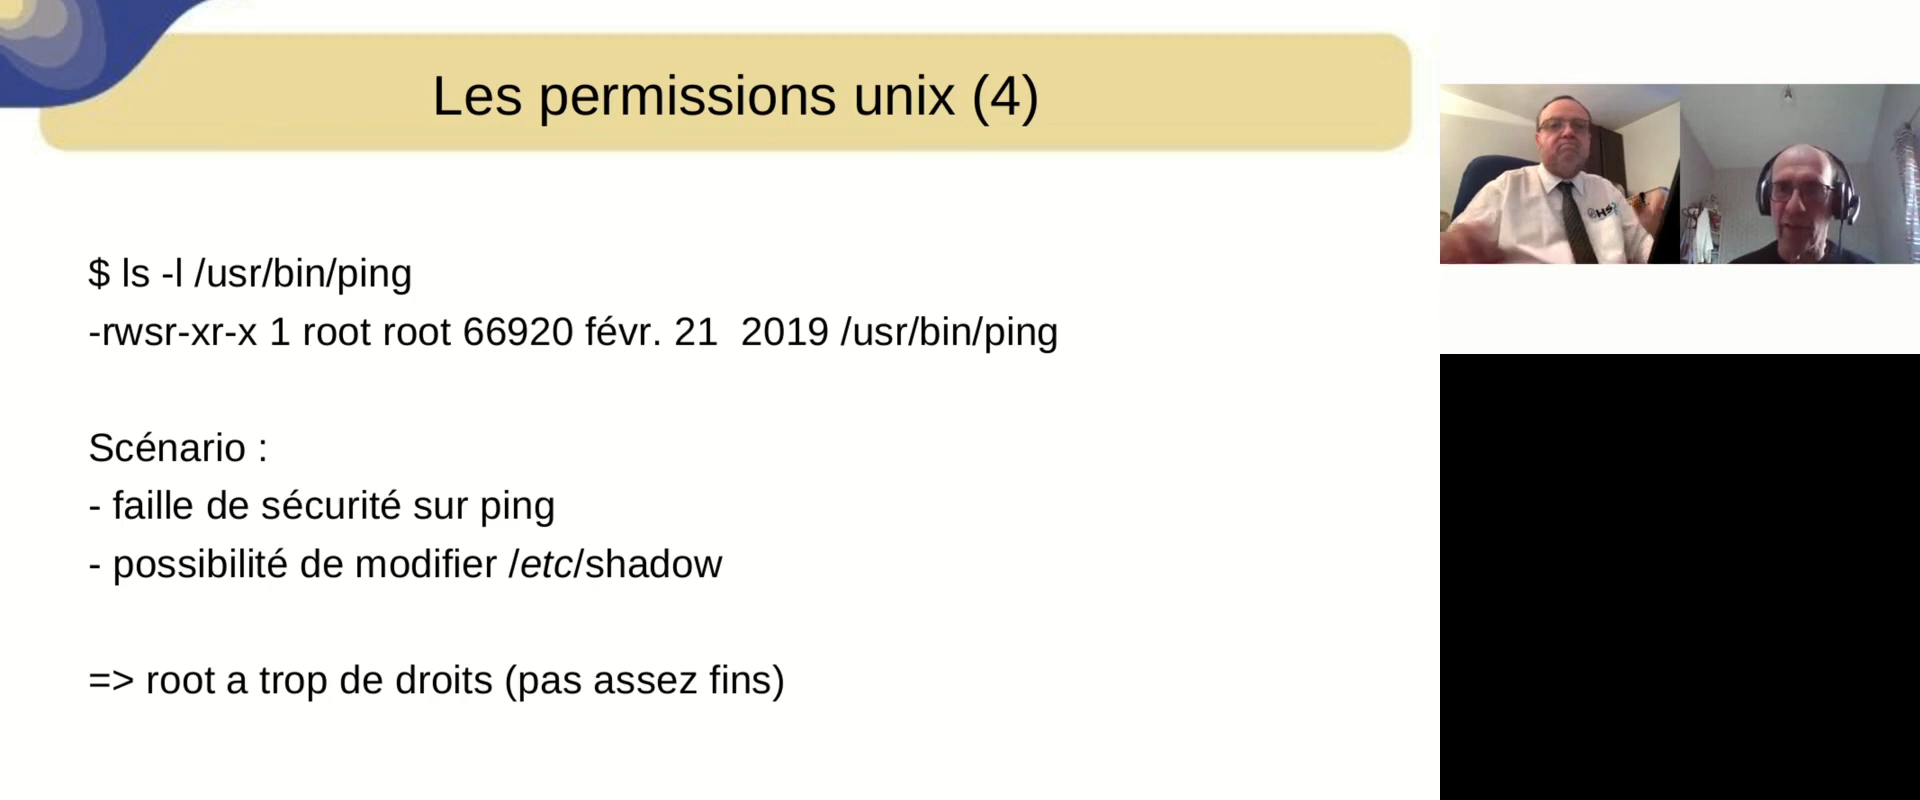 Les permissions unix (4)
$ ls -l /usr/bin/ping
-rwsr-xr-x 1 root root 66920 févr. 21  2019 /usr/bin/ping
Scénario :
- faille de sécurité sur ping
- possibilité de modifier /etc/shadow
=> root a trop de droits (pas assez fins)